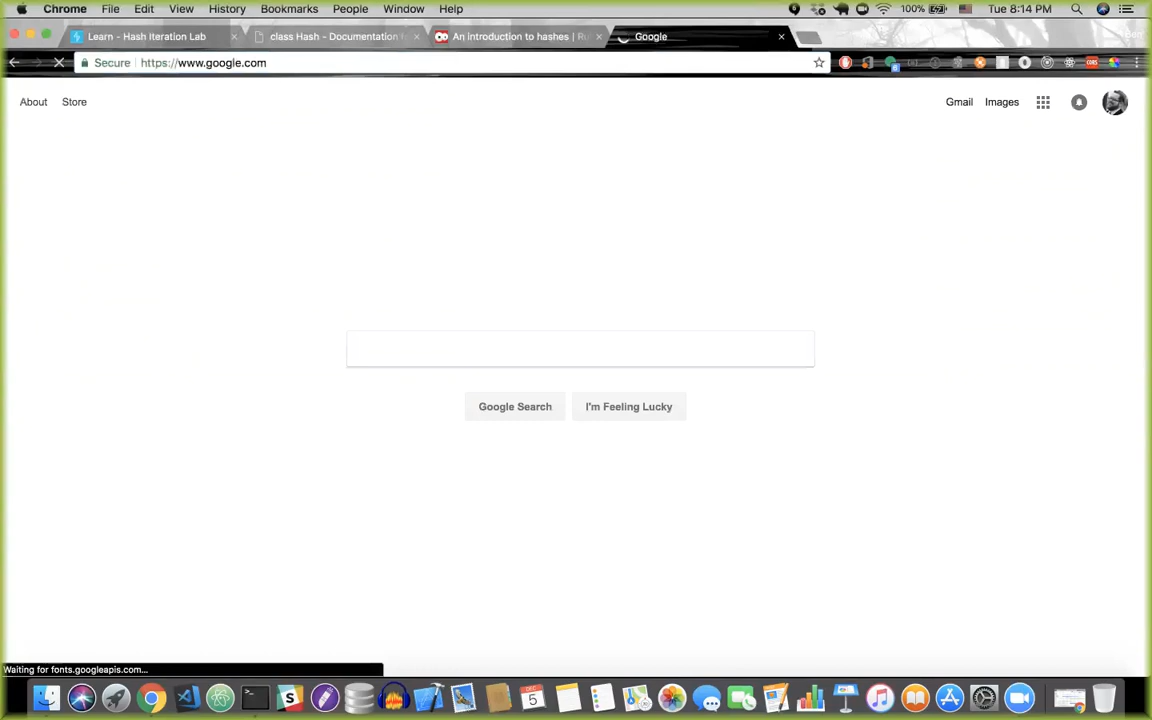 Chrome File Edit View History Bookmarks People Window Help 100% Tue 8:14 PM
Learn - Hash Iteration Lab class Hash - Documentation An introduction to hashes | Ru Google
Secure https://www.google.com
About Store Gmail Images
Google Search I'm Feeling Lucky
Waiting for fonts.googleapis.com...
DEC
5